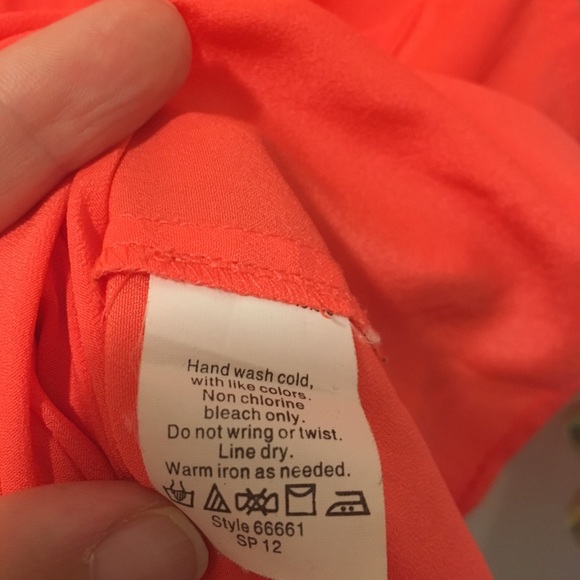 Hand wash cold,
with like colors.
Non chlorine
bleach only.
Do not wring or twist.
Line dry.
Warm iron as needed.
Style 66661
SP 12